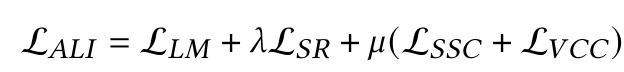 ℒ_{ALI} = ℒ_{LM} + λℒ_{SR} + μ(ℒ_{SSC} + ℒ_{VCC})